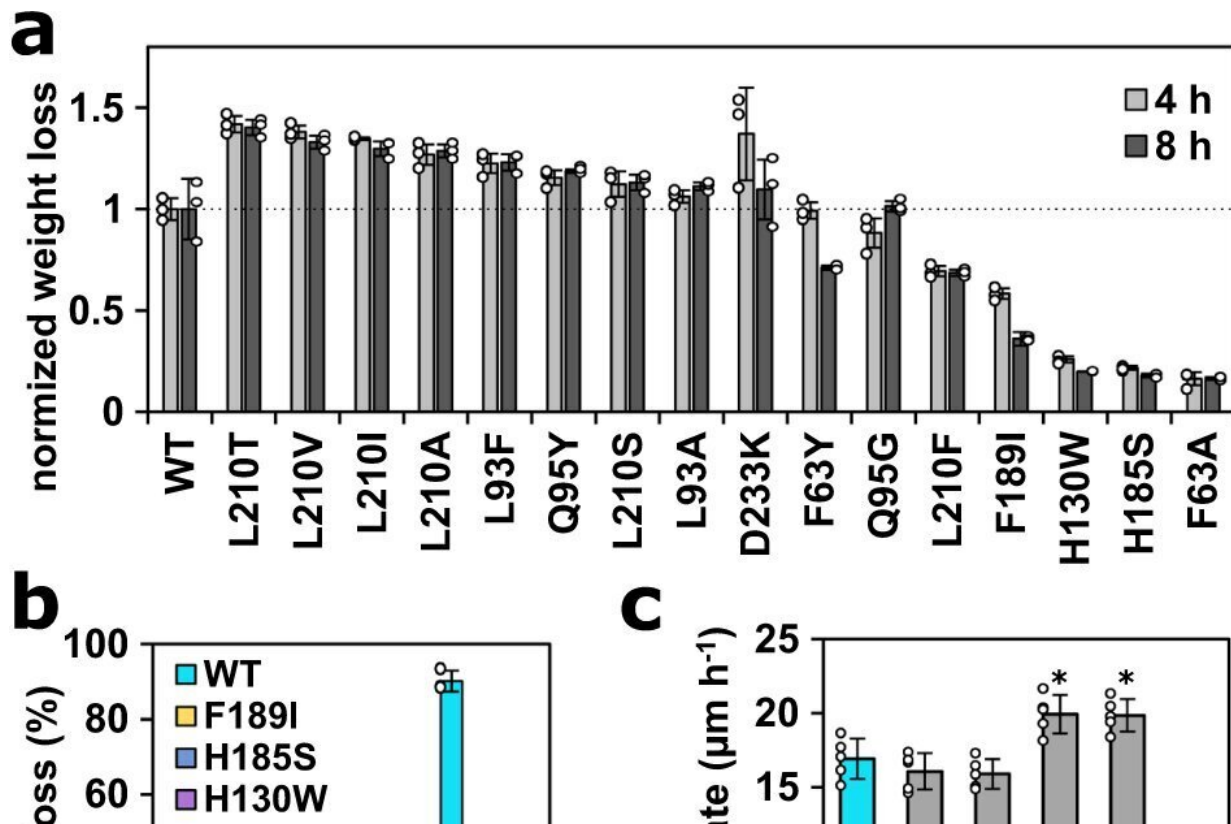 a
normized weight loss
1.5
1
0.5
0
4 h
8 h
WT
L210T
L210V
L210I
L210A
L93F
Q95Y
L210S
L93A
D233K
F63Y
Q95G
L210F
F189I
H130W
H185S
F63A
b
100
80
60
oss (%)
WT
F189I
H185S
H130W
c
25
20
15
ate (µm h-1)
*
*